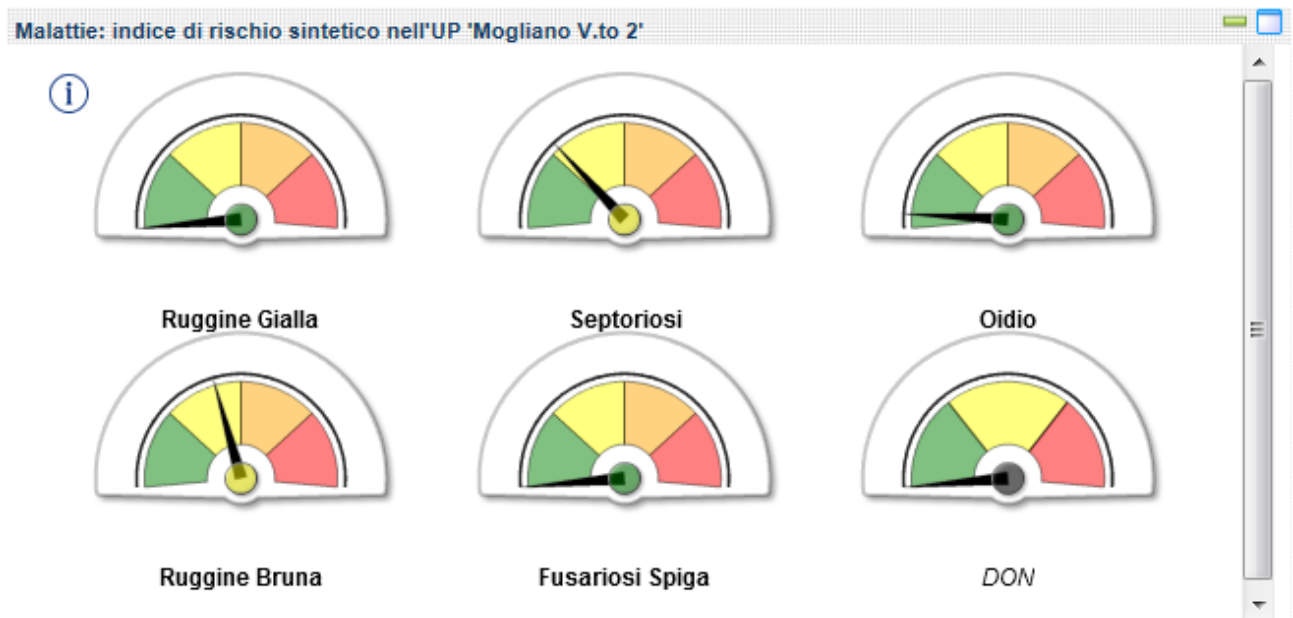 Malattie: indice di rischio sintetico nell'UP 'Mogliano V.to 2'
i
Ruggine Gialla
Septoriosi
Oidio
Ruggine Bruna
Fusariosi Spiga
DON